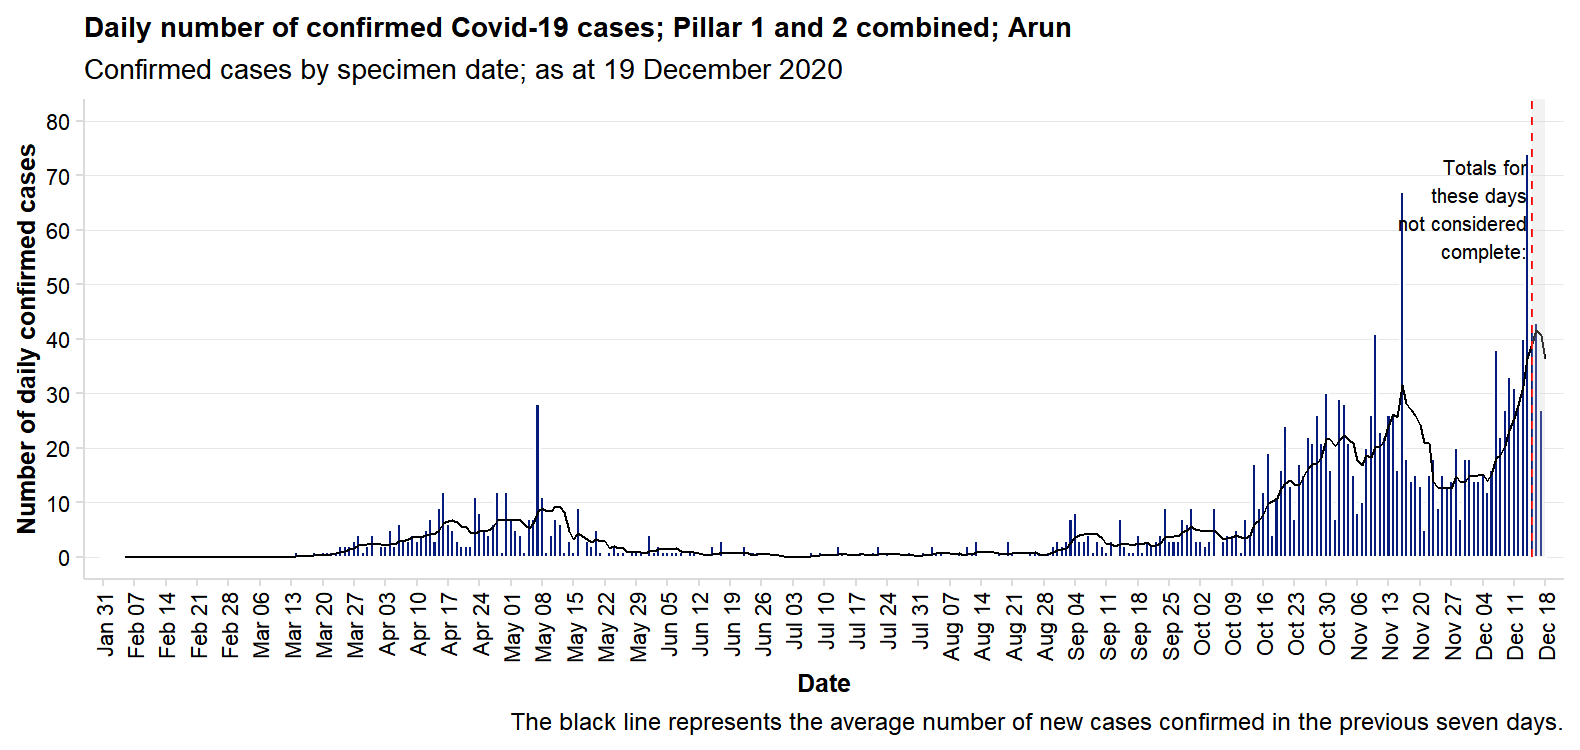 Daily number of confirmed Covid-19 cases; Pillar 1 and 2 combined; Arun
Confirmed cases by specimen date; as at 19 December 2020
Number of daily confirmed cases
80
70
60
50
40
30
20
10
0
Totals for
these days
not considered
complete:
Jan 31
Feb 07
Feb 14
Feb 21
Feb 28
Mar 06
Mar 13
Mar 20
Mar 27
Apr 03
Apr 10
Apr 17
Apr 24
May 01
May 08
May 15
May 22
May 29
Jun 05
Jun 12
Jun 19
Jun 26
Jul 03
Jul 10
Jul 17
Jul 24
Jul 31
Aug 07
Aug 14
Aug 21
Aug 28
Sep 04
Sep 11
Sep 18
Sep 25
Oct 02
Oct 09
Oct 16
Oct 23
Oct 30
Nov 06
Nov 13
Nov 20
Nov 27
Dec 04
Dec 11
Dec 18
Date
The black line represents the average number of new cases confirmed in the previous seven days.